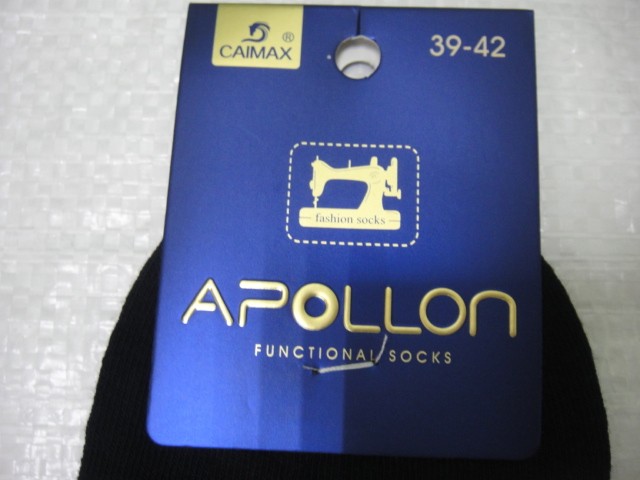 CAIMAX ®
39-42
fashion socks
APOLLON
FUNCTIONAL SOCKS